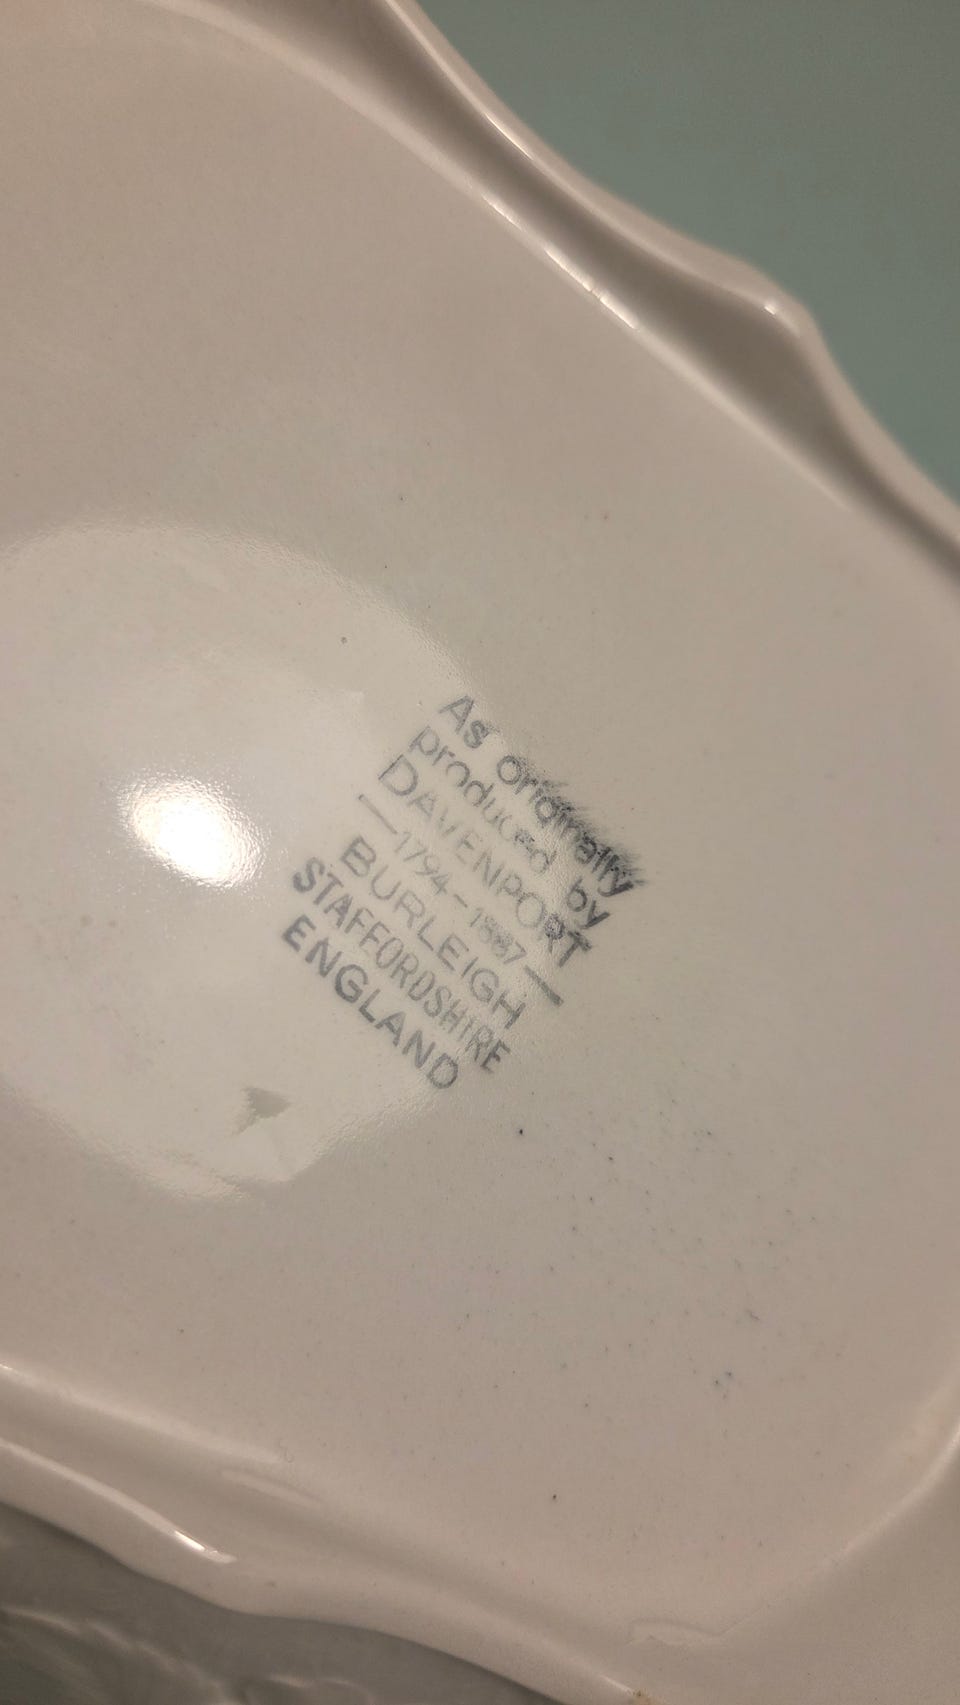 As originally
produced by
DAVENPORT
—1794-1887—
BURLEIGH
STAFFORDSHIRE
ENGLAND